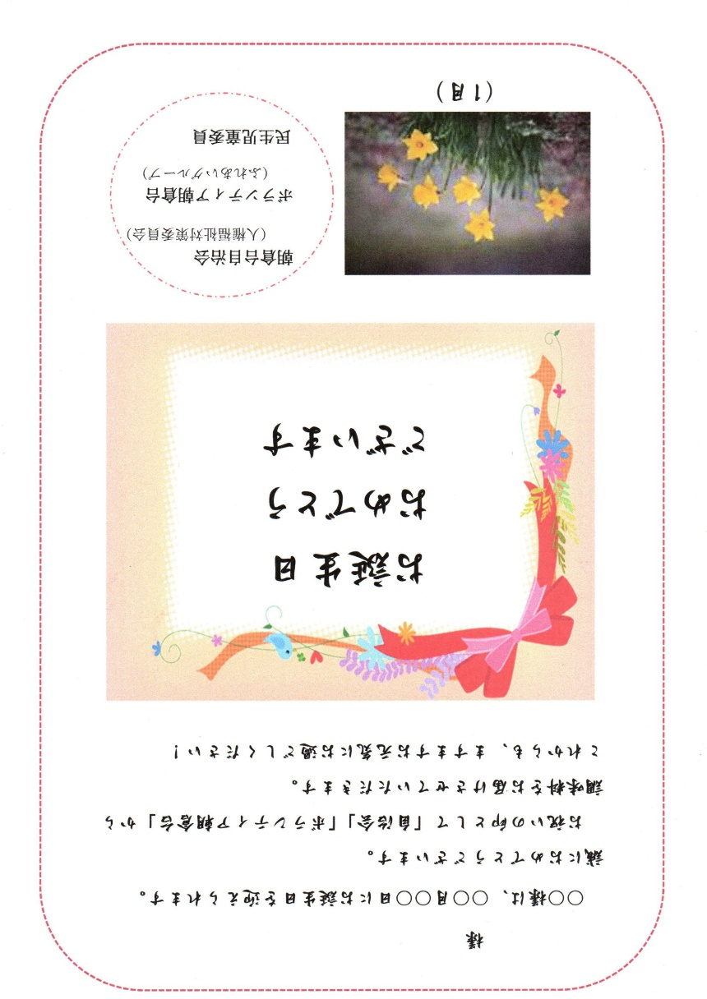 様
○○様は、○○月○○日にお誕生日を迎えられます。
誠におめでとうございます。
お祝いの印として「自治会」「ボランティア朝倉台」から
調味料をお届けさせていただきます。
これからも、ますますお元気にお過ごしください!
お誕生日
おめでとう
ございます
朝倉台自治会
(人権福祉対策委員会)
ボランティア朝倉台
(ふれあいグループ)
民生児童委員
(1月)